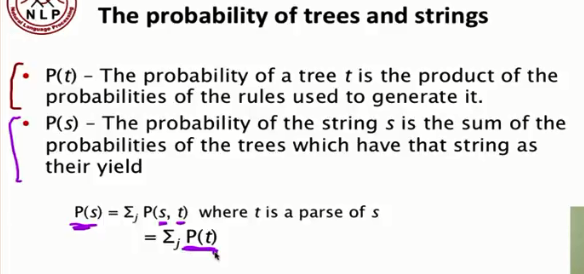 NLP
Natural Language Processing
The probability of trees and strings
• P(t) – The probability of a tree t is the product of the
probabilities of the rules used to generate it.
• P(s) – The probability of the string s is the sum of the
probabilities of the trees which have that string as
their yield
P(s) = Σj P(s, t) where t is a parse of s
= Σj P(t)